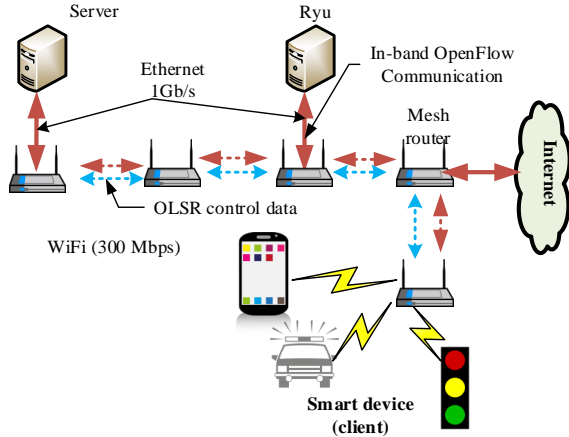 Server
Ryu
Ethernet
1Gb/s
In-band OpenFlow
Communication
Mesh
router
Internet
OLSR control data
WiFi (300 Mbps)
Smart device
(client)